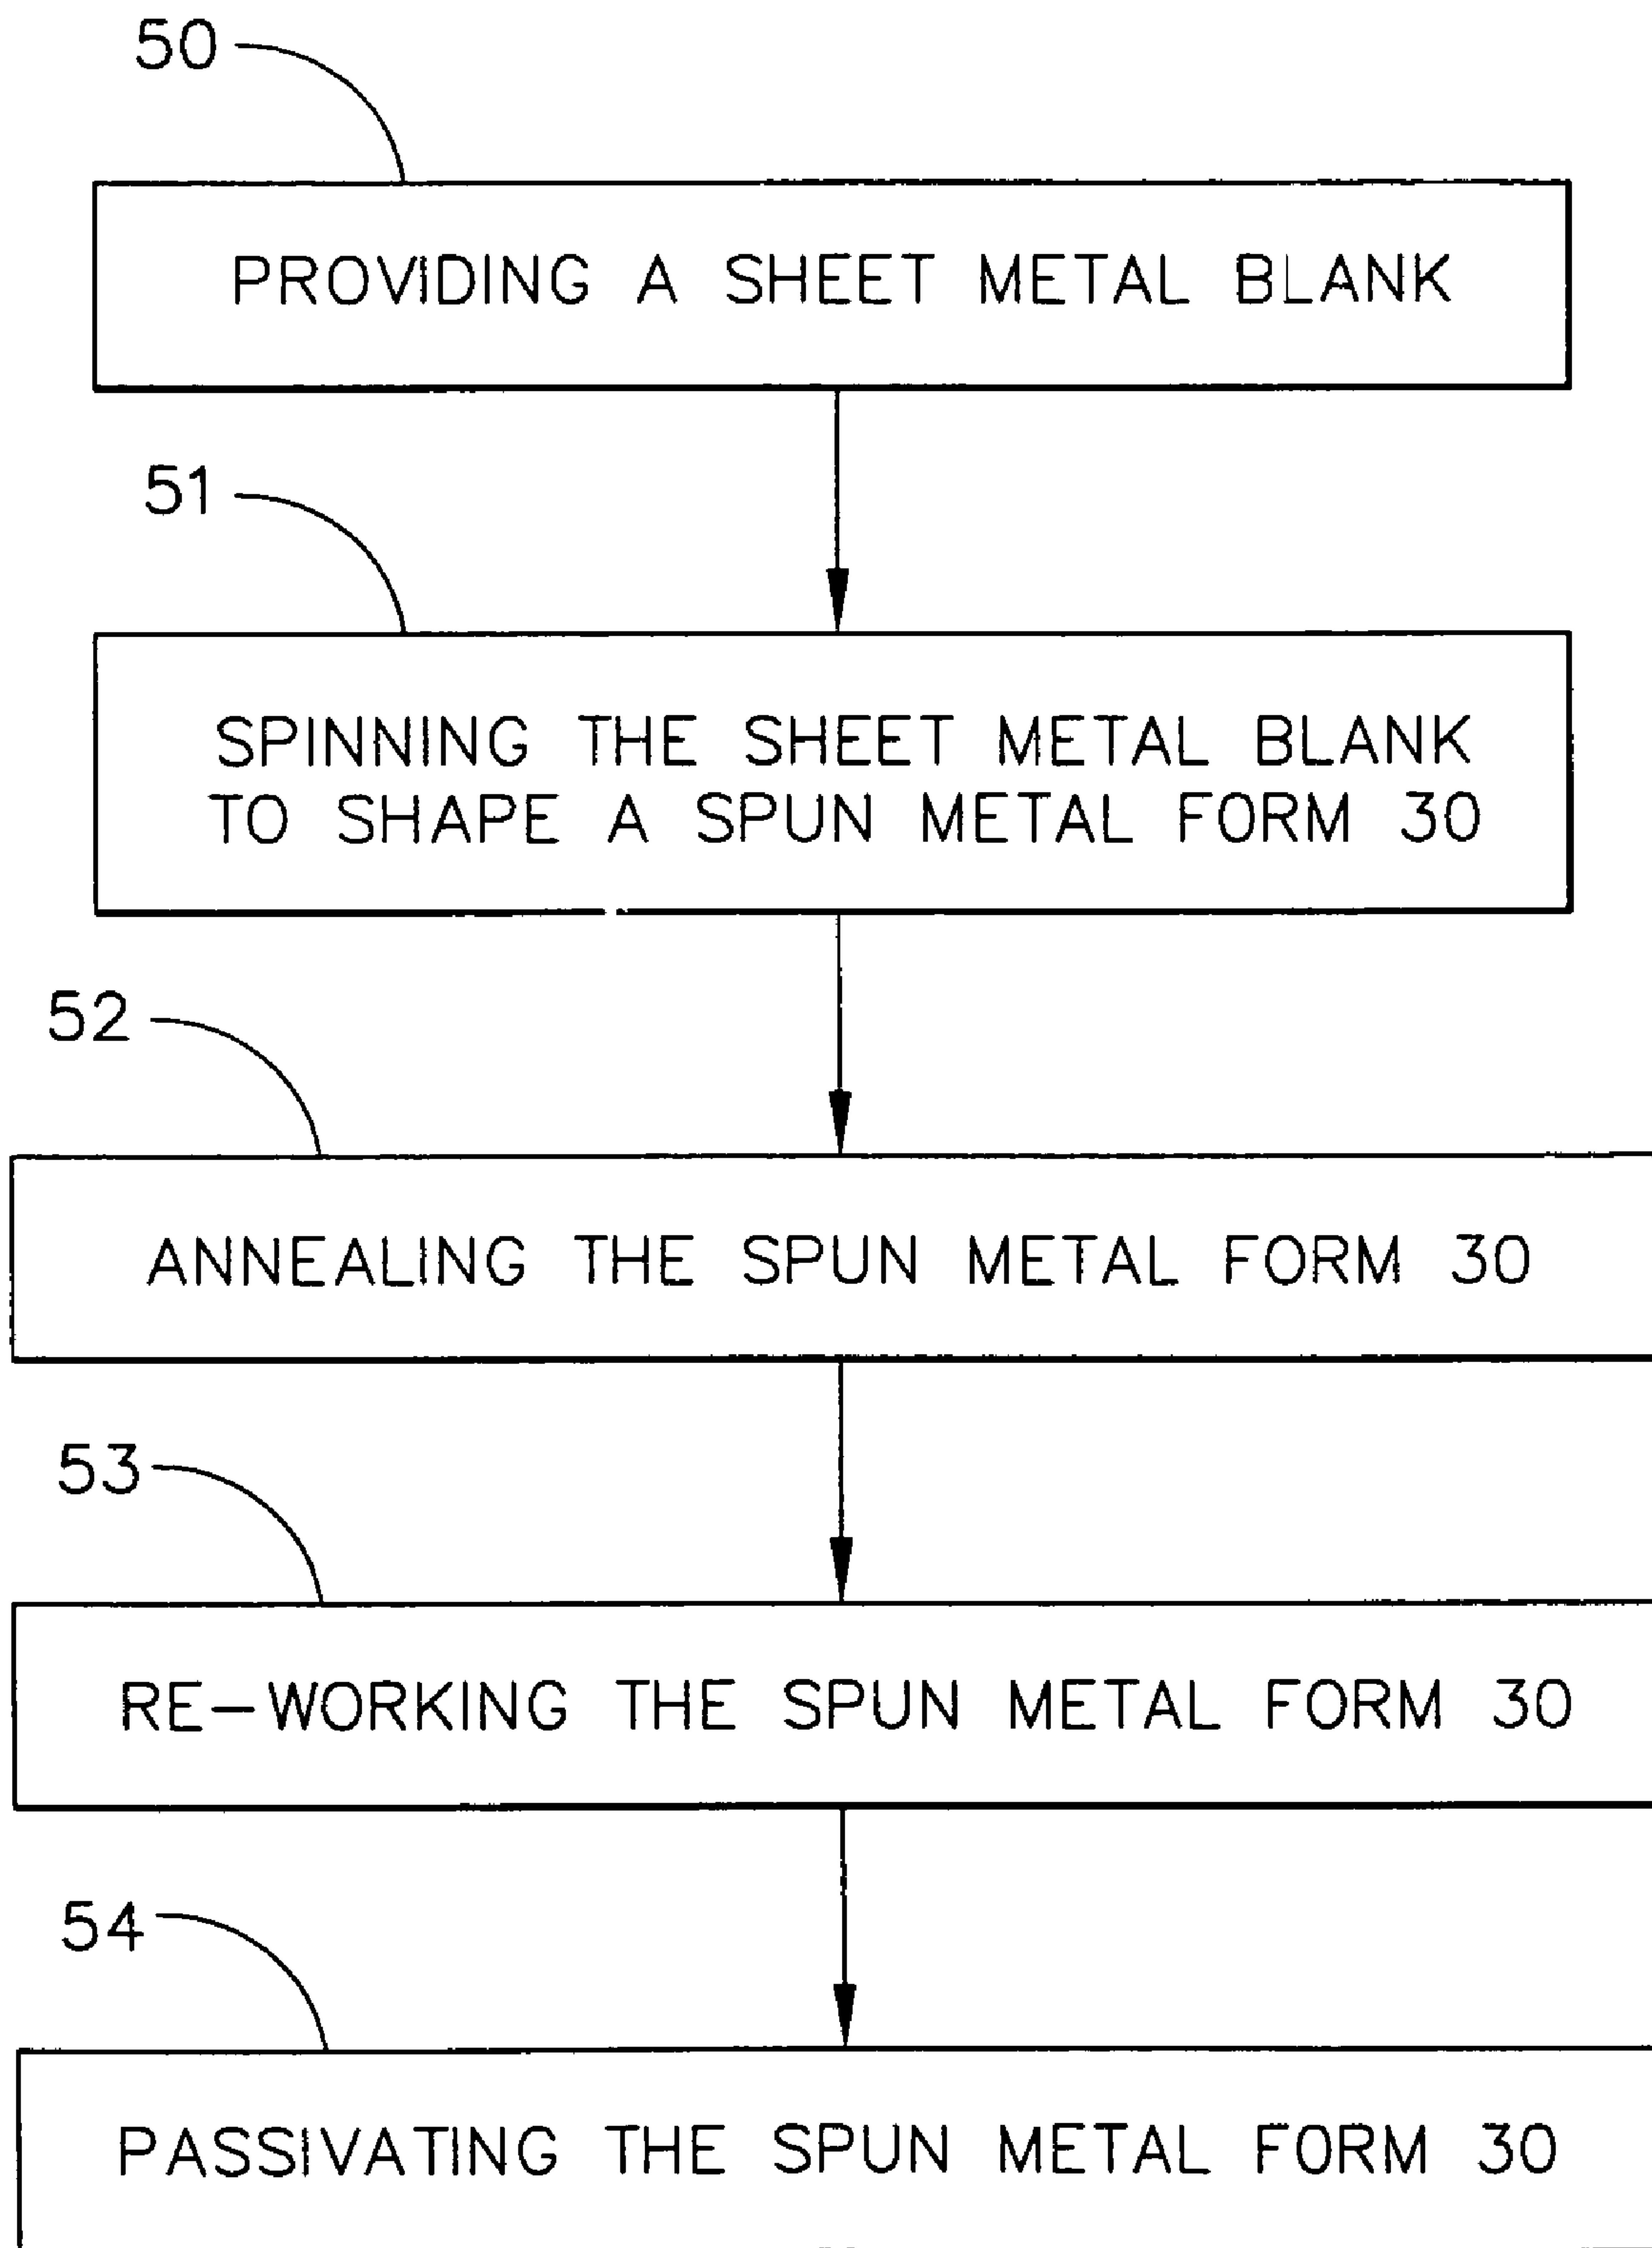 50
PROVIDING A SHEET METAL BLANK
51
SPINNING THE SHEET METAL BLANK
TO SHAPE A SPUN METAL FORM 30
52
ANNEALING THE SPUN METAL FORM 30
53
RE-WORKING THE SPUN METAL FORM 30
54
PASSIVATING THE SPUN METAL FORM 30